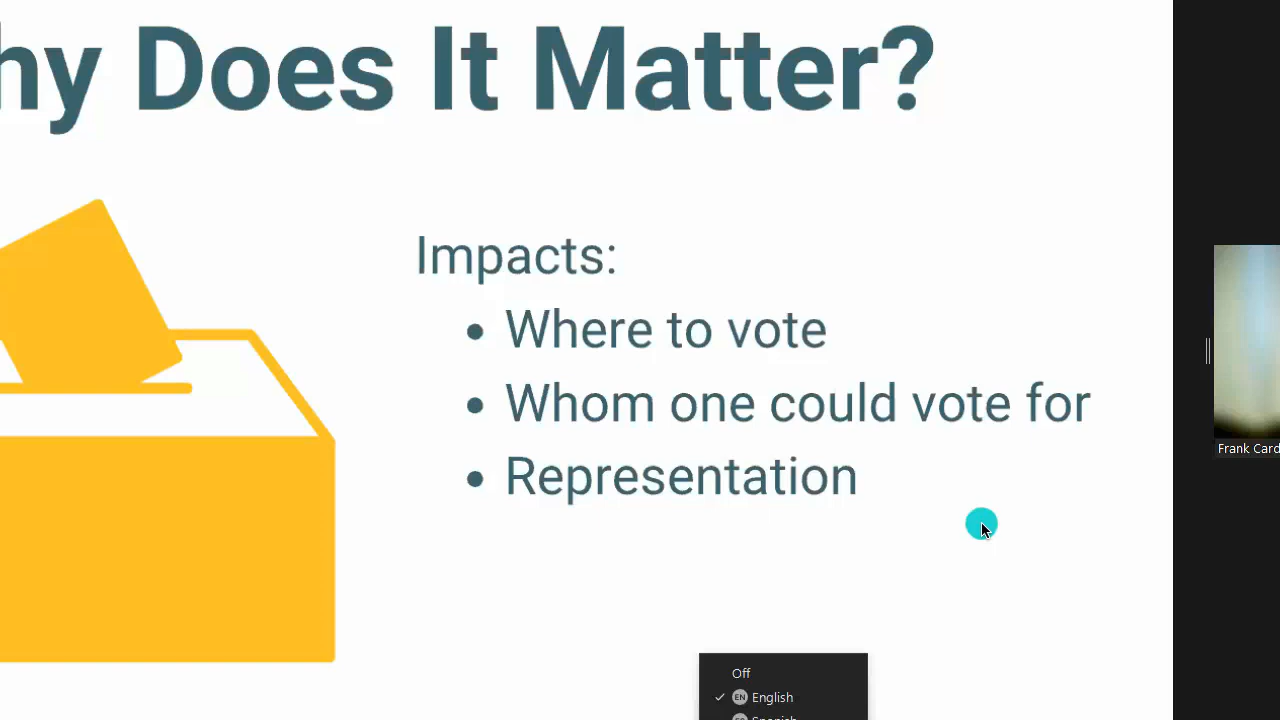 hy Does It Matter?
Impacts:
• Where to vote
• Whom one could vote for
• Representation
Frank Card
Off
✓ EN English